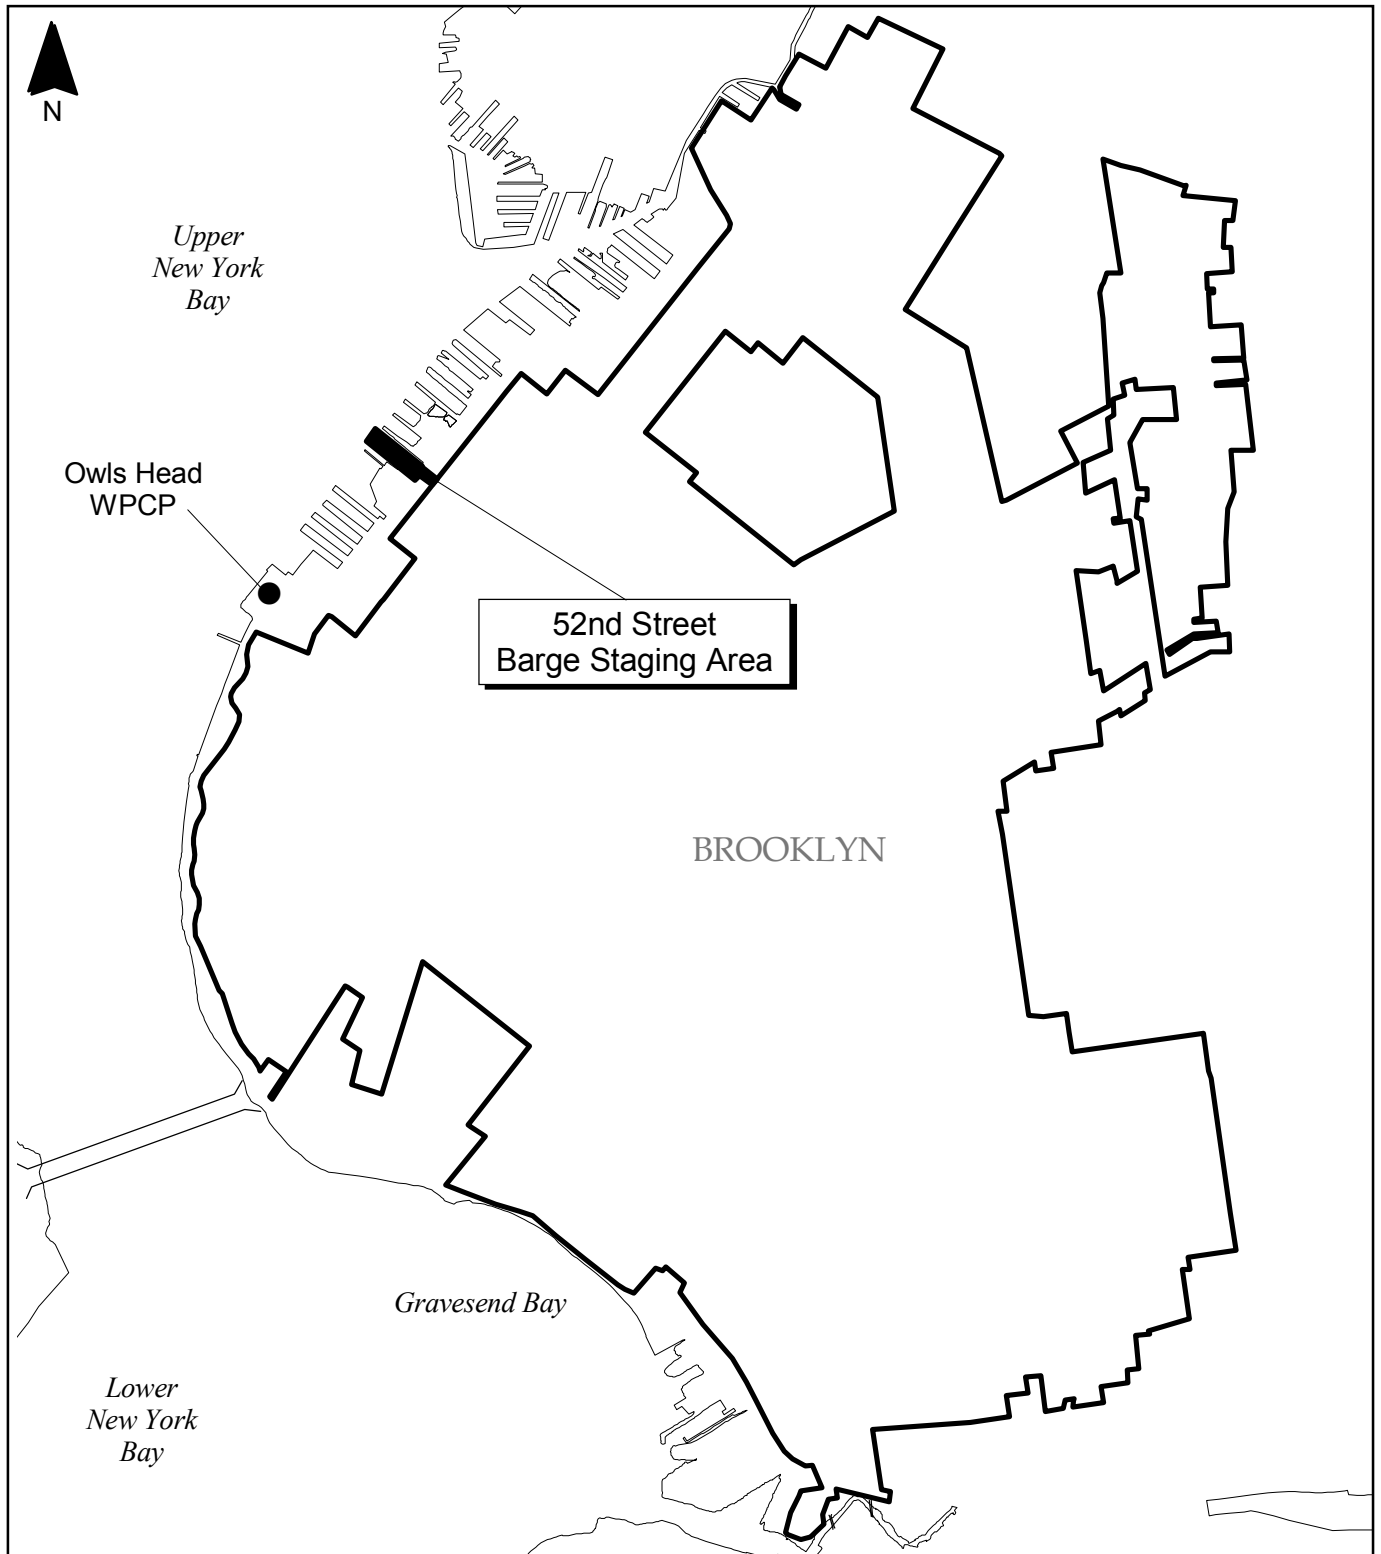 N
Upper
New York
Bay
Owls Head
WPCP
52nd Street
Barge Staging Area
BROOKLYN
Gravesend Bay
Lower
New York
Bay